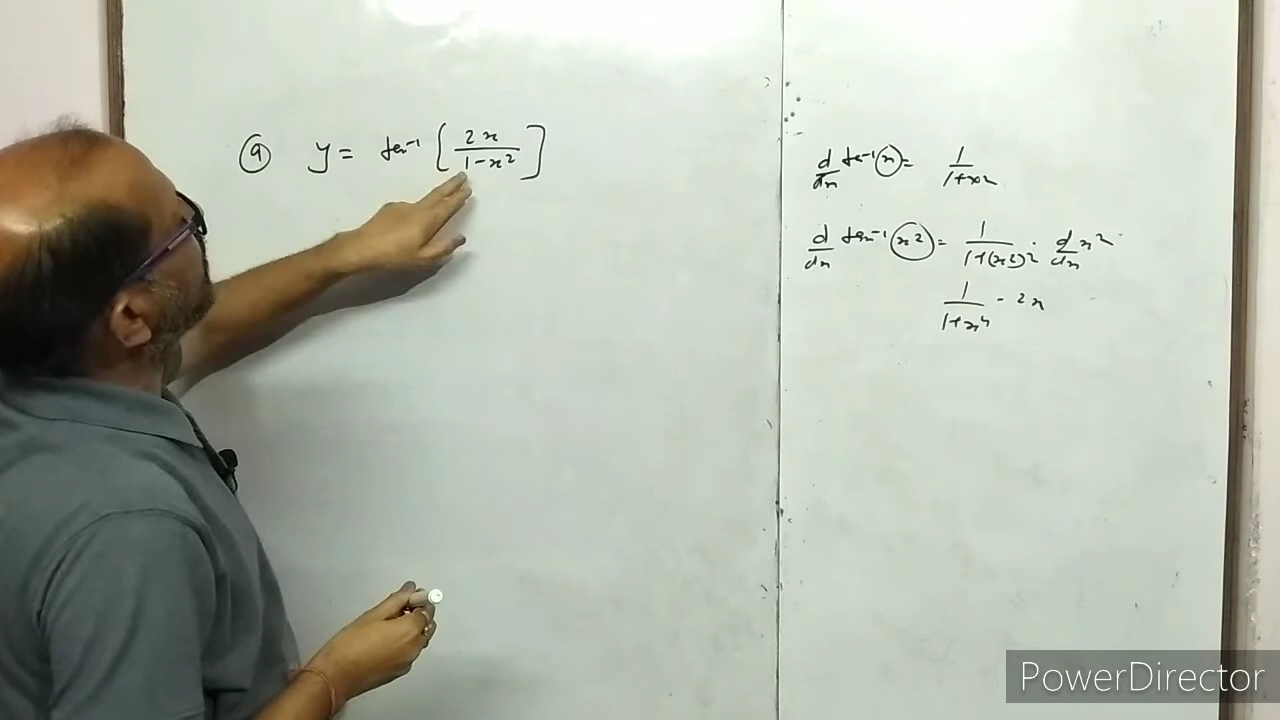 (9) y = tan⁻¹ [ 2x / 1-x² ]
d/dx tan⁻¹(x) = 1 / 1+x²
d/dx tan⁻¹(x²) = 1 / 1+(x²)² · d/dx x²
1 / 1+x⁴ · 2x
PowerDirector